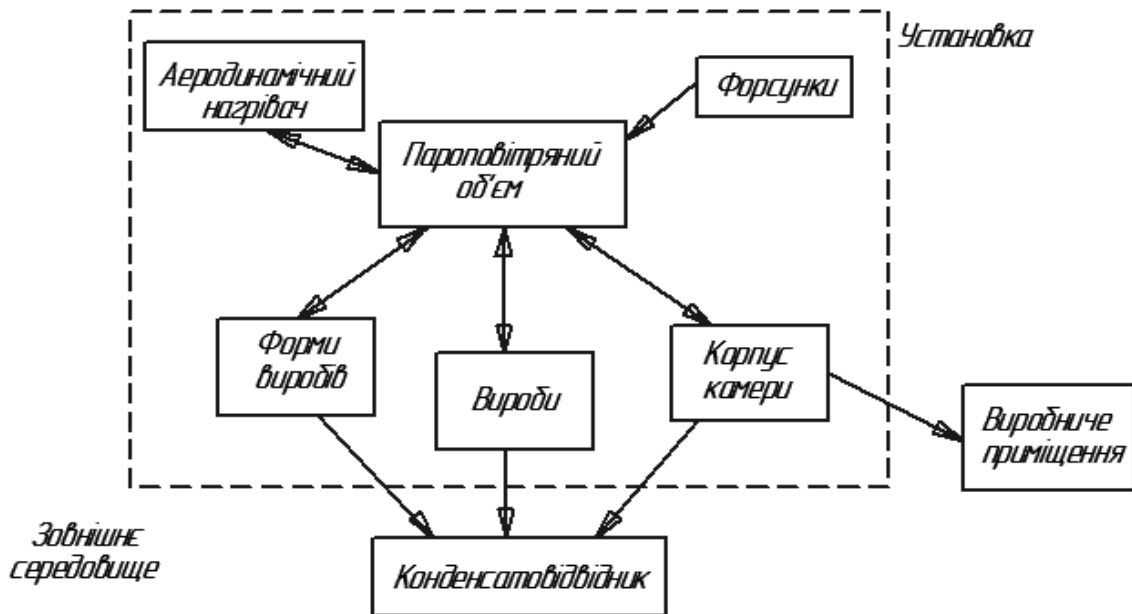 Установка
Аеродинамічний
нагрівач
Форсунки
Пароповітряний
об'єм
Форми
виробів
Вироби
Корпус
камери
Виробниче
приміщення
Зовнішнє
середовище
Конденсатовідвідник